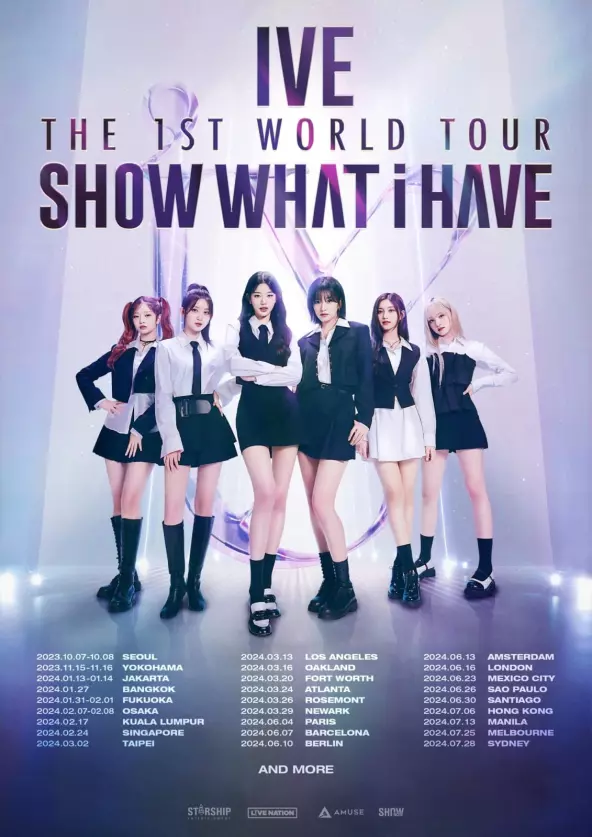 IVE
THE 1ST WORLD TOUR
SHOW WHAT i HAVE
2023.10.07-10.08 SEOUL
2023.11.15-11.16 YOKOHAMA
2024.01.13-01.14 JAKARTA
2024.01.27 BANGKOK
2024.01.31-02.01 FUKUOKA
2024.02.07-02.08 OSAKA
2024.02.17 KUALA LUMPUR
2024.02.24 SINGAPORE
2024.03.02 TAIPEI
2024.03.13 LOS ANGELES
2024.03.16 OAKLAND
2024.03.20 FORT WORTH
2024.03.24 ATLANTA
2024.03.26 ROSEMONT
2024.03.29 NEWARK
2024.06.04 PARIS
2024.06.07 BARCELONA
2024.06.10 BERLIN
2024.06.13 AMSTERDAM
2024.06.16 LONDON
2024.06.23 MEXICO CITY
2024.06.26 SAO PAULO
2024.06.30 SANTIAGO
2024.07.06 HONG KONG
2024.07.13 MANILA
2024.07.25 MELBOURNE
2024.07.28 SYDNEY
AND MORE
STARSHIP
ENTERTAINMENT
LIVE NATION
AMUSE
SHOW